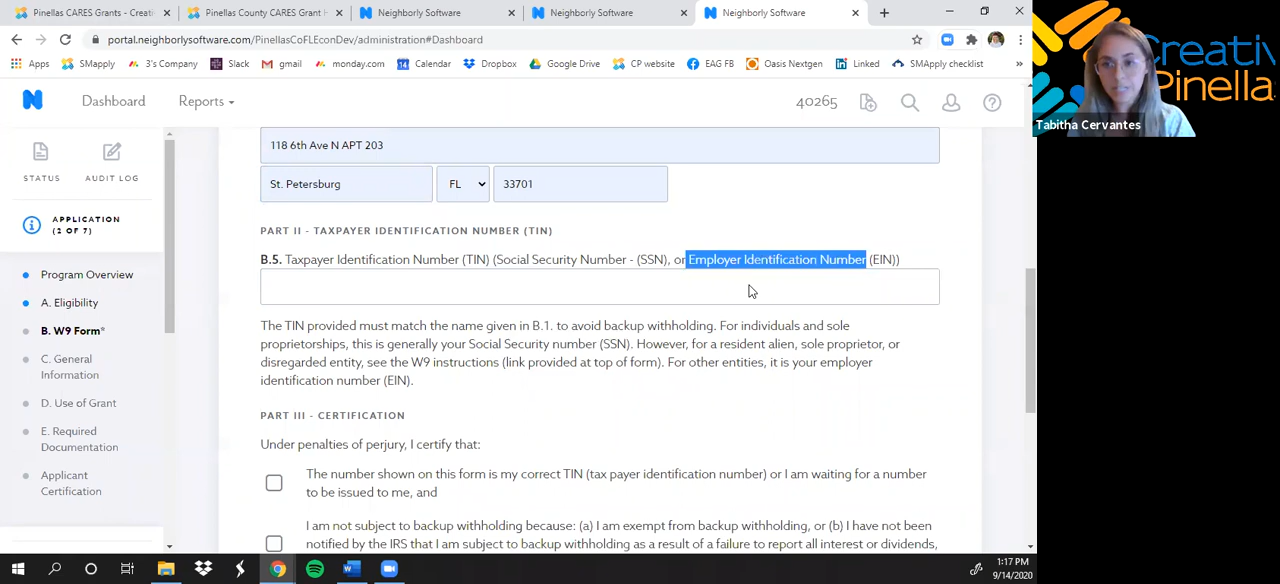 Pinellas CARES Grants - Creati
Pinellas County CARES Grant H
Neighborly Software
Neighborly Software
Neighborly Software
portal.neighborlysoftware.com/PinellasCoFLEconDev/administration#Dashboard
Apps
SMapply
3's Company
Slack
gmail
monday.com
Calendar
Dropbox
Google Drive
CP website
EAG FB
Oasis Nextgen
Linked
SMApply checklist
»
Creativ
Pinella
Tabitha Cervantes
Dashboard
Reports
40265
STATUS
AUDIT LOG
APPLICATION
(2 OF 7)
Program Overview
A. Eligibility
B. W9 Form*
C. General
Information
D. Use of Grant
E. Required
Documentation
Applicant
Certification
118 6th Ave N APT 203
St. Petersburg
FL
33701
PART II - TAXPAYER IDENTIFICATION NUMBER (TIN)
B.5. Taxpayer Identification Number (TIN) (Social Security Number - (SSN), or Employer Identification Number (EIN))
The TIN provided must match the name given in B.1. to avoid backup withholding. For individuals and sole
proprietorships, this is generally your Social Security number (SSN). However, for a resident alien, sole proprietor, or
disregarded entity, see the W9 instructions (link provided at top of form). For other entities, it is your employer
identification number (EIN).
PART III - CERTIFICATION
Under penalties of perjury, I certify that:
The number shown on this form is my correct TIN (tax payer identification number) or I am waiting for a number
to be issued to me, and
I am not subject to backup withholding because: (a) I am exempt from backup withholding, or (b) I have not been
notified by the IRS that I am subject to backup withholding as a result of a failure to report all interest or dividends,
1:17 PM
9/14/2020